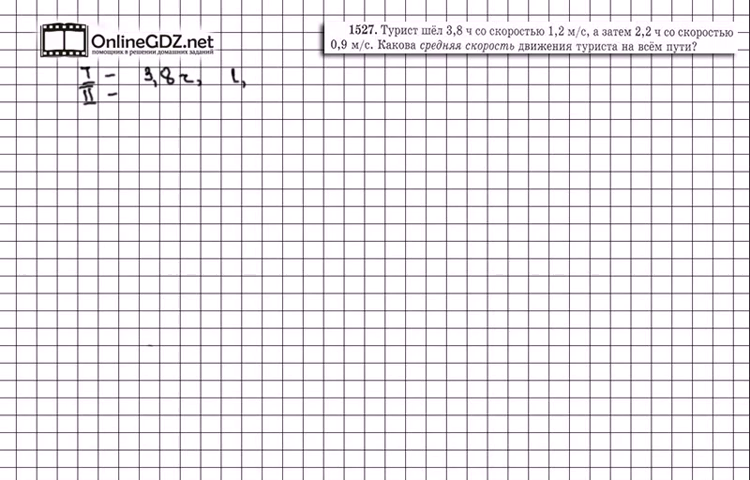 OnlineGDZ.net
помощник в решении домашних заданий
1527. Турист шёл 3,8 ч со скоростью 1,2 м/с, а затем 2,2 ч со скоростью
0,9 м/с. Какова средняя скорость движения туриста на всём пути?
I – 3,8 ч, 1,
II –